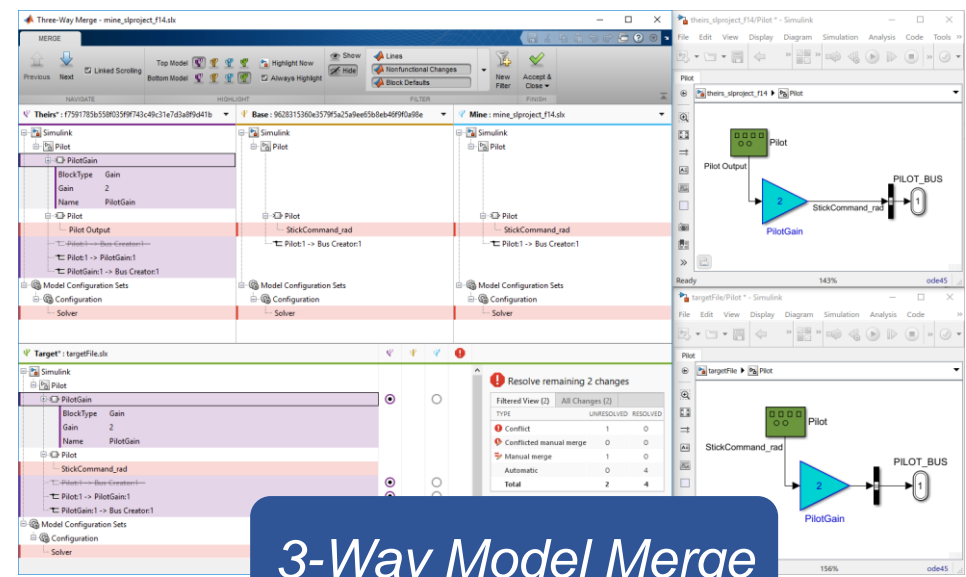 Three-Way Merge - mine_slproject_f14.slx
MERGE
Previous Next Linked Scrolling
Top Model
Bottom Model
Highlight Now
Always Highlight
Show
Hide
Lines
Nonfunctional Changes
Block Defaults
New Filter
Accept & Close
NAVIGATE HIGHLIGHT FILTER FINISH
Theirs* : f7591785b558f035f9f743c49c31e7d3a8f9d41b
Base : 9628315360e3579f5a25a9ee65b8eb46f9f0a98e
Mine : mine_slproject_f14.slx
Simulink Simulink Simulink
Pilot Pilot Pilot
PilotGain
BlockType Gain
Gain 2
Name PilotGain
Pilot Pilot Pilot
Pilot Output StickCommand_rad StickCommand_rad
Pilot:1 -> Bus Creator:1 Pilot:1 -> Bus Creator:1 Pilot:1 -> Bus Creator:1
Pilot:1 -> PilotGain:1
PilotGain:1 -> Bus Creator:1
Model Configuration Sets Model Configuration Sets Model Configuration Sets
Configuration Configuration Configuration
Solver Solver Solver
Target* : targetFile.slx
Simulink
Pilot
PilotGain
BlockType Gain
Gain 2
Name PilotGain
Pilot
StickCommand_rad
Pilot:1 -> Bus Creator:1
Pilot:1 -> PilotGain:1
PilotGain:1 -> Bus Creator:1
Model Configuration Sets
Configuration
Solver
Resolve remaining 2 changes
Filtered View (2) All Changes (2)
TYPE UNRESOLVED RESOLVED
Conflict 1 0
Conflicted manual merge 0 0
Manual merge 1 0
Automatic 0 4
Total 2 4
3-Way Model Merge
theirs_slproject_f14/Pilot * - Simulink
File Edit View Display Diagram Simulation Analysis Code Tools »
Pilot
theirs_slproject_f14 Pilot
Pilot
Pilot Output
PILOT_BUS
2
StickCommand_rad
1
PilotGain
Ready 143% ode45
targetFile/Pilot * - Simulink
File Edit View Display Diagram Simulation Analysis Code »
Pilot
targetFile Pilot
Pilot
StickCommand_rad
PILOT_BUS
2
1
PilotGain
156% ode45